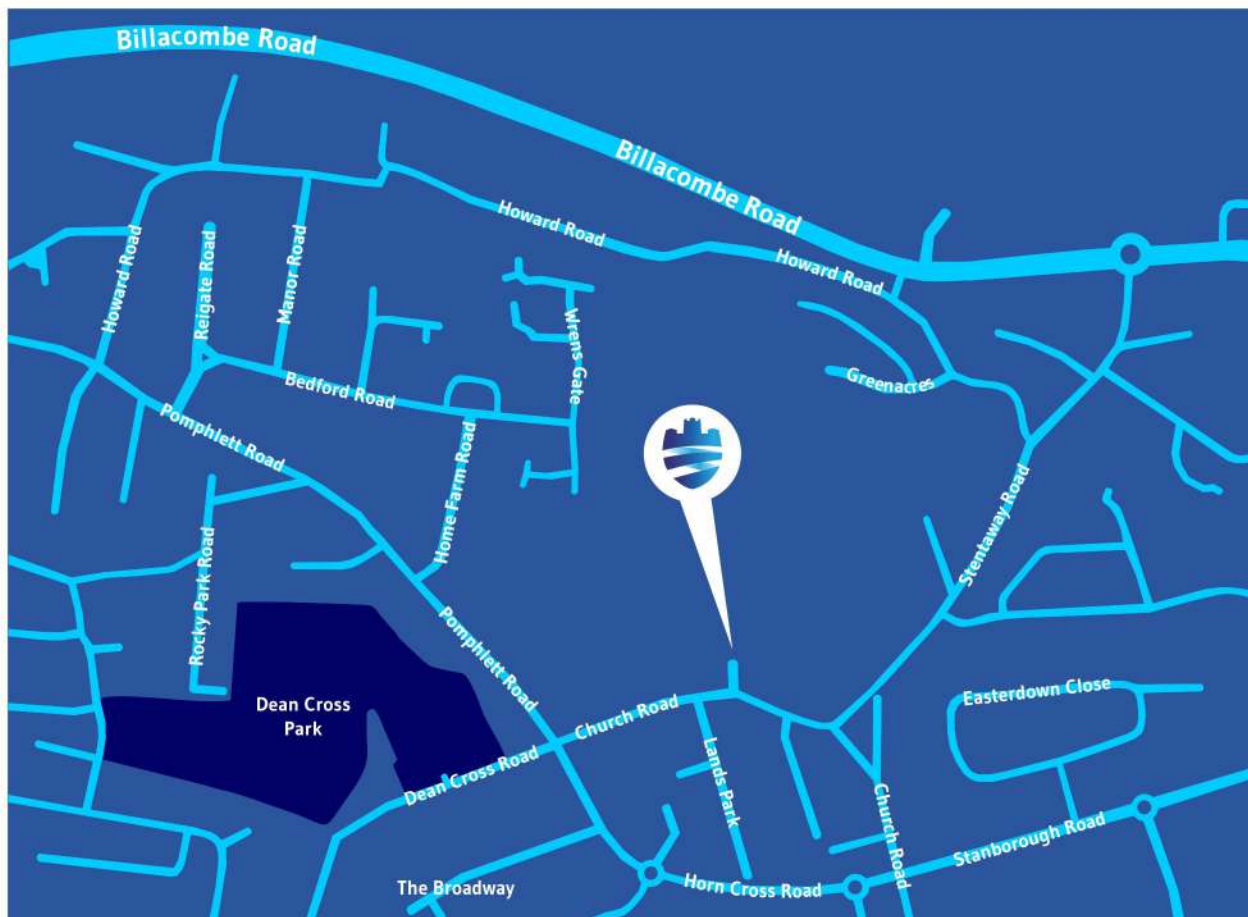 Billacombe Road
Billacombe Road
Howard Road
Howard Road
Howard Road
Reigate Road
Manor Road
Wrens Gate
Greenacres
Bedford Road
Pomphlett Road
Home Farm Road
Stentaway Road
Rocky Park Road
Pomphlett Road
Easterdown Close
Dean Cross
Park
Church Road
Lands Park
Dean Cross Road
Church Road
Stanborough Road
The Broadway
Horn Cross Road